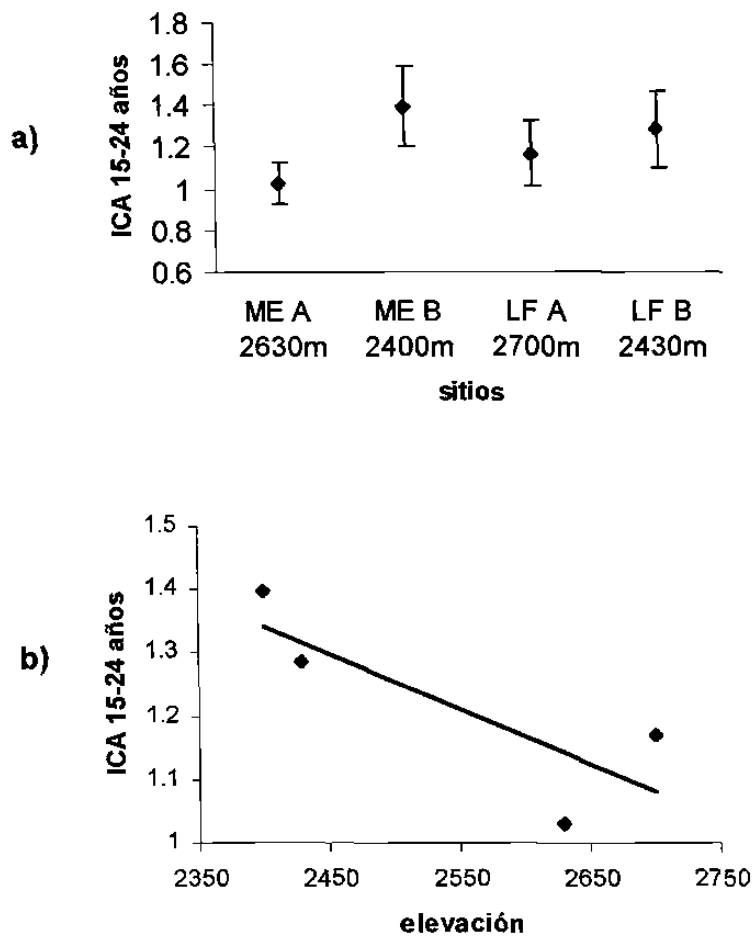 a)
ICA 15-24 años
1.8
1.6
1.4
1.2
1
0.8
0.6
ME A ME B LF A LF B
2630m 2400m 2700m 2430m
sitios
b)
ICA 15-24 años
1.5
1.4
1.3
1.2
1.1
1
2350 2450 2550 2650 2750
elevación